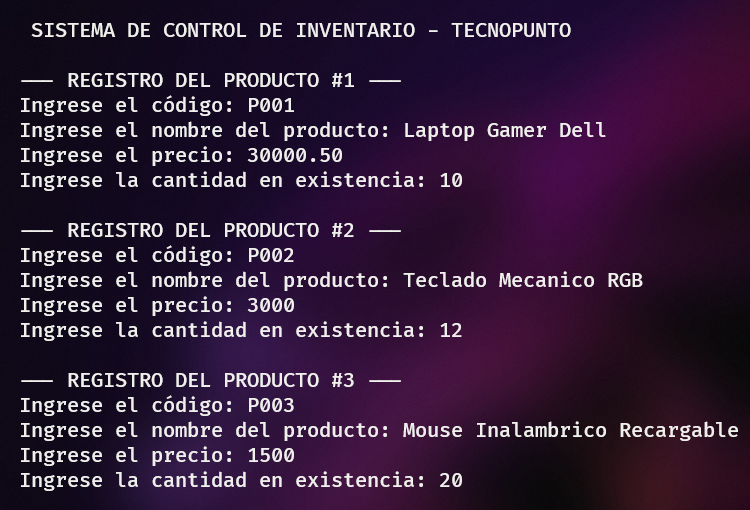 SISTEMA DE CONTROL DE INVENTARIO - TECNOPUNTO
--- REGISTRO DEL PRODUCTO #1 ---
Ingrese el código: P001
Ingrese el nombre del producto: Laptop Gamer Dell
Ingrese el precio: 30000.50
Ingrese la cantidad en existencia: 10
--- REGISTRO DEL PRODUCTO #2 ---
Ingrese el código: P002
Ingrese el nombre del producto: Teclado Mecanico RGB
Ingrese el precio: 3000
Ingrese la cantidad en existencia: 12
--- REGISTRO DEL PRODUCTO #3 ---
Ingrese el código: P003
Ingrese el nombre del producto: Mouse Inalambrico Recargable
Ingrese el precio: 1500
Ingrese la cantidad en existencia: 20